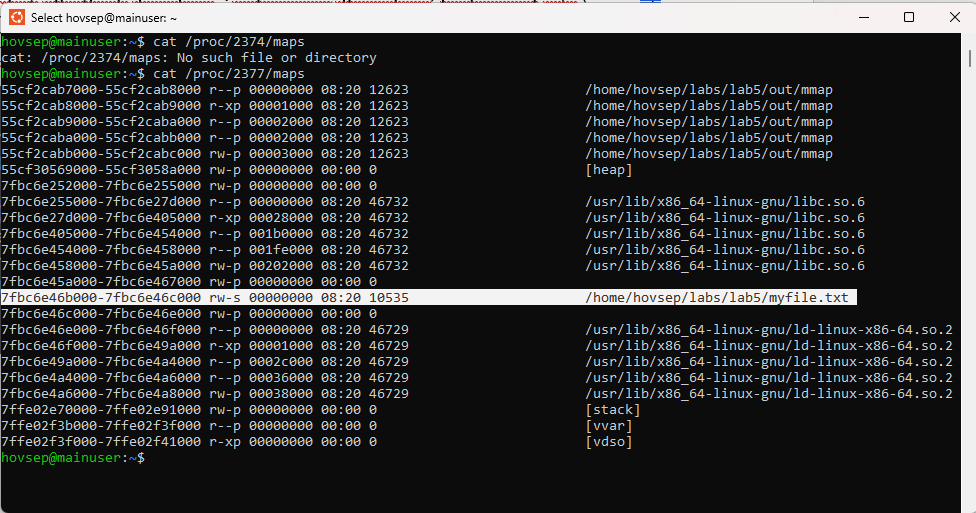 Select hovsep@mainuser: ~
hovsep@mainuser:~$ cat /proc/2374/maps
cat: /proc/2374/maps: No such file or directory
hovsep@mainuser:~$ cat /proc/2377/maps
55cf2cab7000-55cf2cab8000 r--p 00000000 08:20 12623 /home/hovsep/labs/lab5/out/mmap
55cf2cab8000-55cf2cab9000 r-xp 00001000 08:20 12623 /home/hovsep/labs/lab5/out/mmap
55cf2cab9000-55cf2caba000 r--p 00002000 08:20 12623 /home/hovsep/labs/lab5/out/mmap
55cf2caba000-55cf2cabb000 r--p 00002000 08:20 12623 /home/hovsep/labs/lab5/out/mmap
55cf2cabb000-55cf2cabc000 rw-p 00003000 08:20 12623 /home/hovsep/labs/lab5/out/mmap
55cf30569000-55cf3058a000 rw-p 00000000 00:00 0 [heap]
7fbc6e252000-7fbc6e255000 rw-p 00000000 00:00 0
7fbc6e255000-7fbc6e27d000 r--p 00000000 08:20 46732 /usr/lib/x86_64-linux-gnu/libc.so.6
7fbc6e27d000-7fbc6e405000 r-xp 00028000 08:20 46732 /usr/lib/x86_64-linux-gnu/libc.so.6
7fbc6e405000-7fbc6e454000 r--p 001b0000 08:20 46732 /usr/lib/x86_64-linux-gnu/libc.so.6
7fbc6e454000-7fbc6e458000 r--p 001fe000 08:20 46732 /usr/lib/x86_64-linux-gnu/libc.so.6
7fbc6e458000-7fbc6e45a000 rw-p 00202000 08:20 46732 /usr/lib/x86_64-linux-gnu/libc.so.6
7fbc6e45a000-7fbc6e467000 rw-p 00000000 00:00 0
7fbc6e46b000-7fbc6e46c000 rw-s 00000000 08:20 10535 /home/hovsep/labs/lab5/myfile.txt
7fbc6e46c000-7fbc6e46e000 rw-p 00000000 00:00 0
7fbc6e46e000-7fbc6e46f000 r--p 00000000 08:20 46729 /usr/lib/x86_64-linux-gnu/ld-linux-x86-64.so.2
7fbc6e46f000-7fbc6e49a000 r-xp 00001000 08:20 46729 /usr/lib/x86_64-linux-gnu/ld-linux-x86-64.so.2
7fbc6e49a000-7fbc6e4a4000 r--p 0002c000 08:20 46729 /usr/lib/x86_64-linux-gnu/ld-linux-x86-64.so.2
7fbc6e4a4000-7fbc6e4a6000 r--p 00036000 08:20 46729 /usr/lib/x86_64-linux-gnu/ld-linux-x86-64.so.2
7fbc6e4a6000-7fbc6e4a8000 rw-p 00038000 08:20 46729 /usr/lib/x86_64-linux-gnu/ld-linux-x86-64.so.2
7ffe02e70000-7ffe02e91000 rw-p 00000000 00:00 0 [stack]
7ffe02f3b000-7ffe02f3f000 r--p 00000000 00:00 0 [vvar]
7ffe02f3f000-7ffe02f41000 r-xp 00000000 00:00 0 [vdso]
hovsep@mainuser:~$